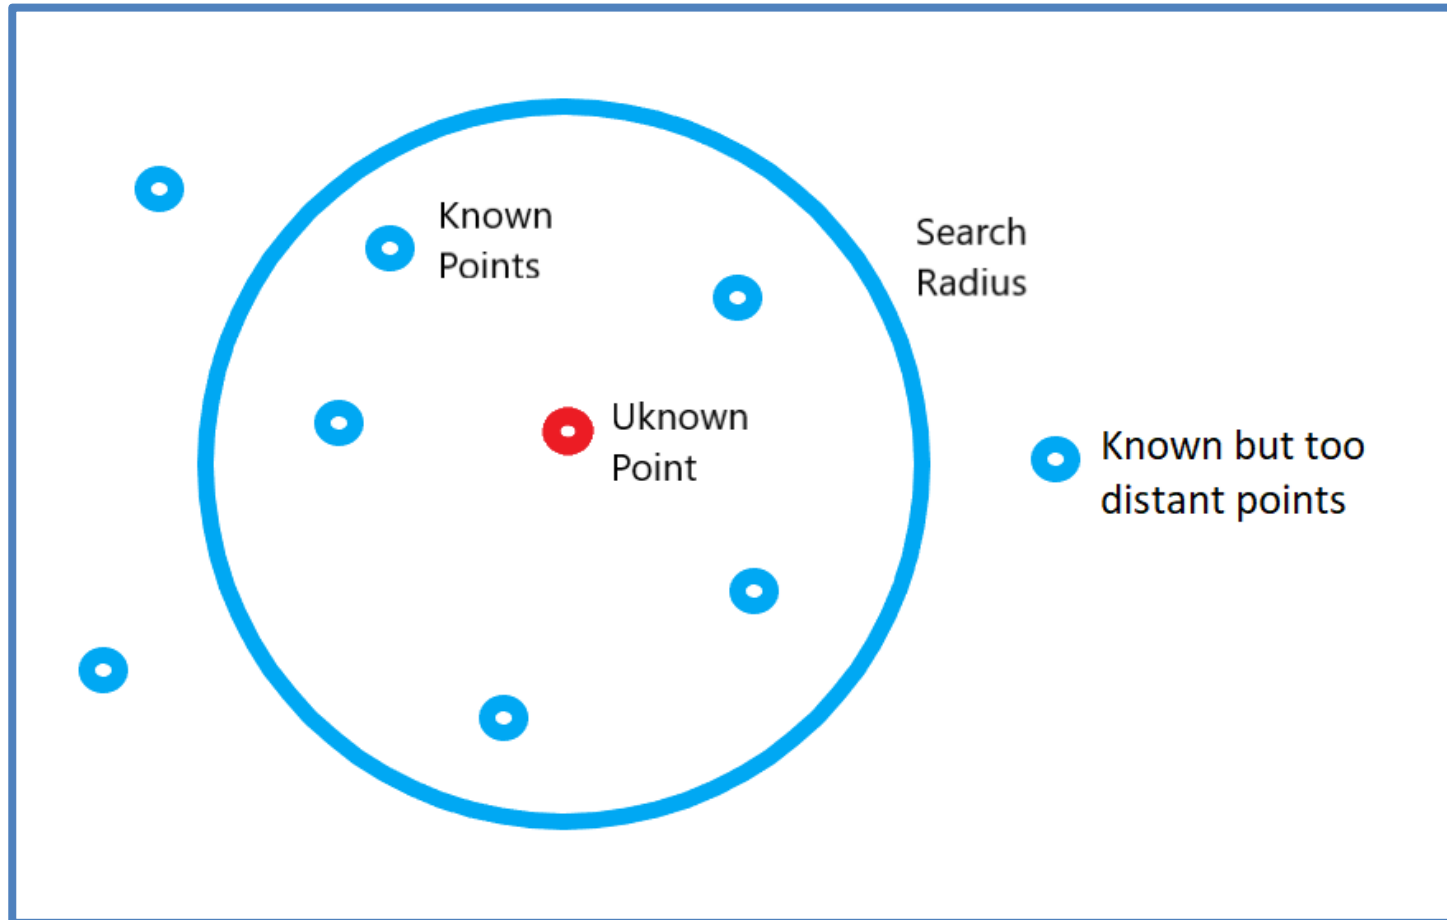 Known
Points
Search
Radius
Uknown
Point
Known but too
distant points